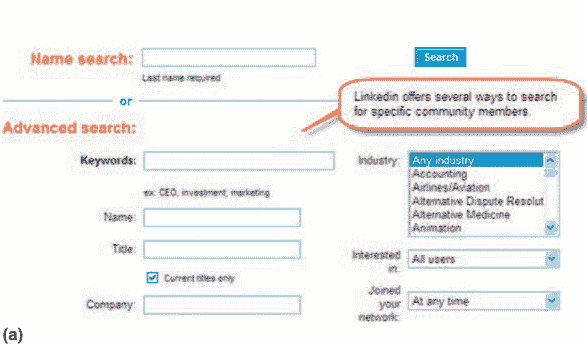 Name search:
Search
Last name required
or
Linkedin offers several ways to search
for specific community members.
Advanced search:
Keywords:
ex: CEO, investment, marketing
Name:
Title:
Current titles only
Company:
Industry:
Any industry
Accounting
Airlines/Aviation
Alternative Dispute Resolut
Alternative Medicine
Animation
Interested
in:
All users
Joined
your
network:
At any time
(a)